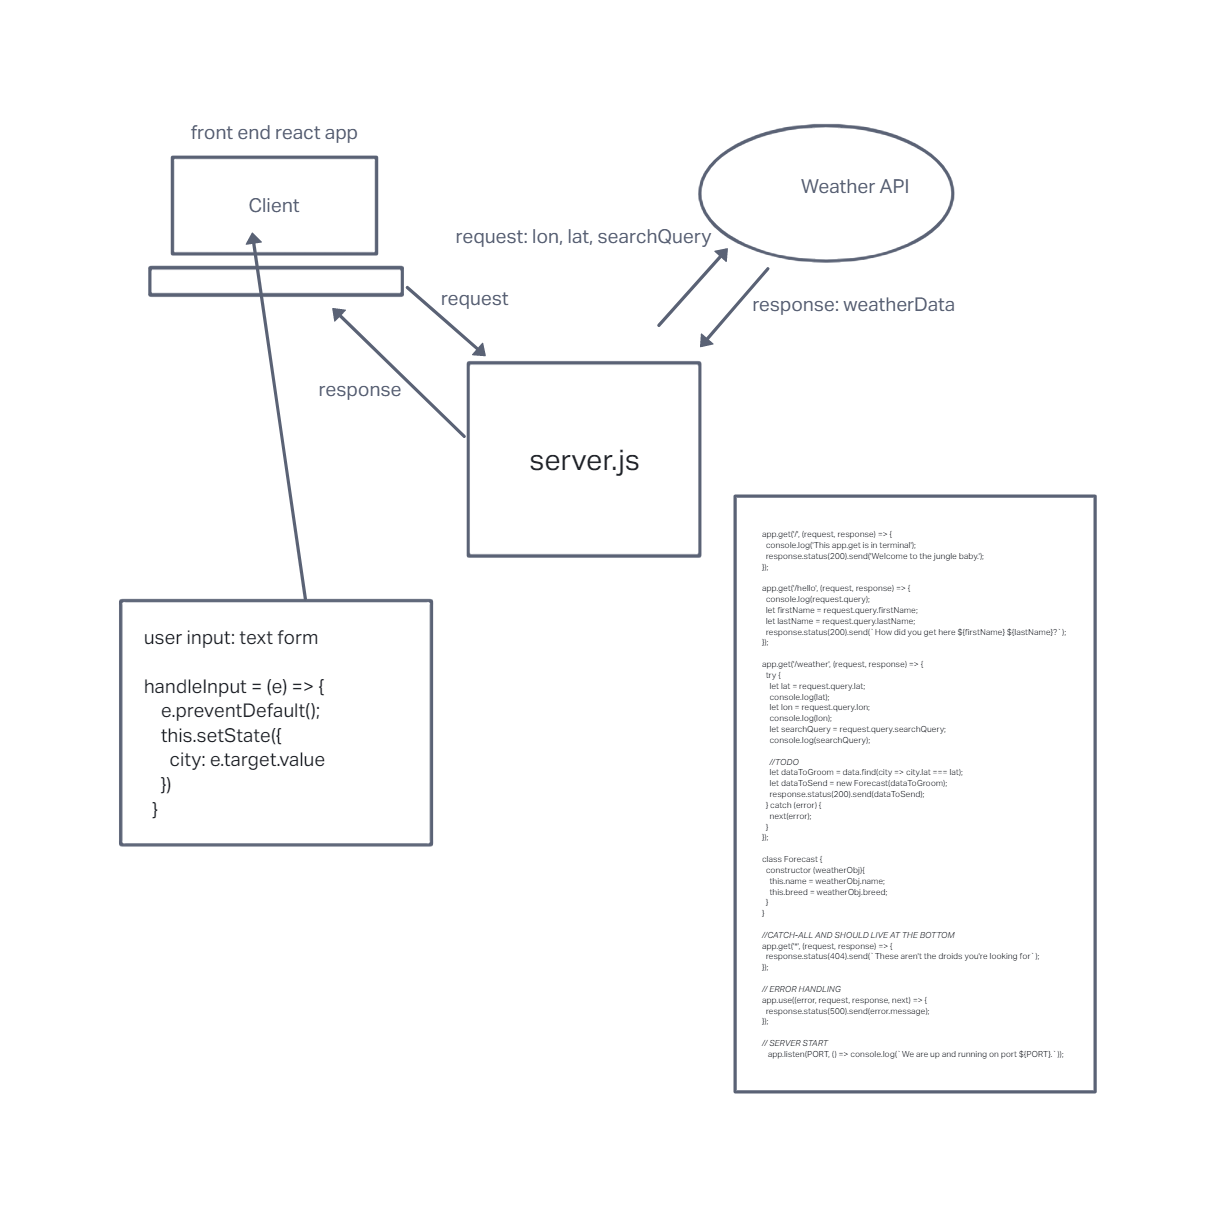 front end react app
Client
Weather API
request: lon, lat, searchQuery
request
response: weatherData
response
server.js
user input: text form
handleInput = (e) => {
e.preventDefault();
this.setState({
city: e.target.value
})
}
app.get('/', (request, response) => {
console.log('This app.get is in terminal');
response.status(200).send('Welcome to the jungle baby.');
});
app.get('/hello', (request, response) => {
console.log(request.query);
let firstName = request.query.firstName;
let lastName = request.query.lastName;
response.status(200).send(`How did you get here ${firstName} ${lastName}?`);
});
app.get('/weather', (request, response) => {
try {
let lat = request.query.lat;
console.log(lat);
let lon = request.query.lon;
console.log(lon);
let searchQuery = request.query.searchQuery;
console.log(searchQuery);
//TODO
let dataToGroom = data.find(city => city.lat === lat);
let dataToSend = new Forecast(dataToGroom);
response.status(200).send(dataToSend);
} catch (error) {
next(error);
}
});
class Forecast {
constructor (weatherObj){
this.name = weatherObj.name;
this.breed = weatherObj.breed;
}
}
//CATCH-ALL AND SHOULD LIVE AT THE BOTTOM
app.get('*', (request, response) => {
response.status(404).send(`These aren't the droids you're looking for`);
});
// ERROR HANDLING
app.use((error, request, response, next) => {
response.status(500).send(error.message);
});
// SERVER START
app.listen(PORT, () => console.log(`We are up and running on port ${PORT}.`));